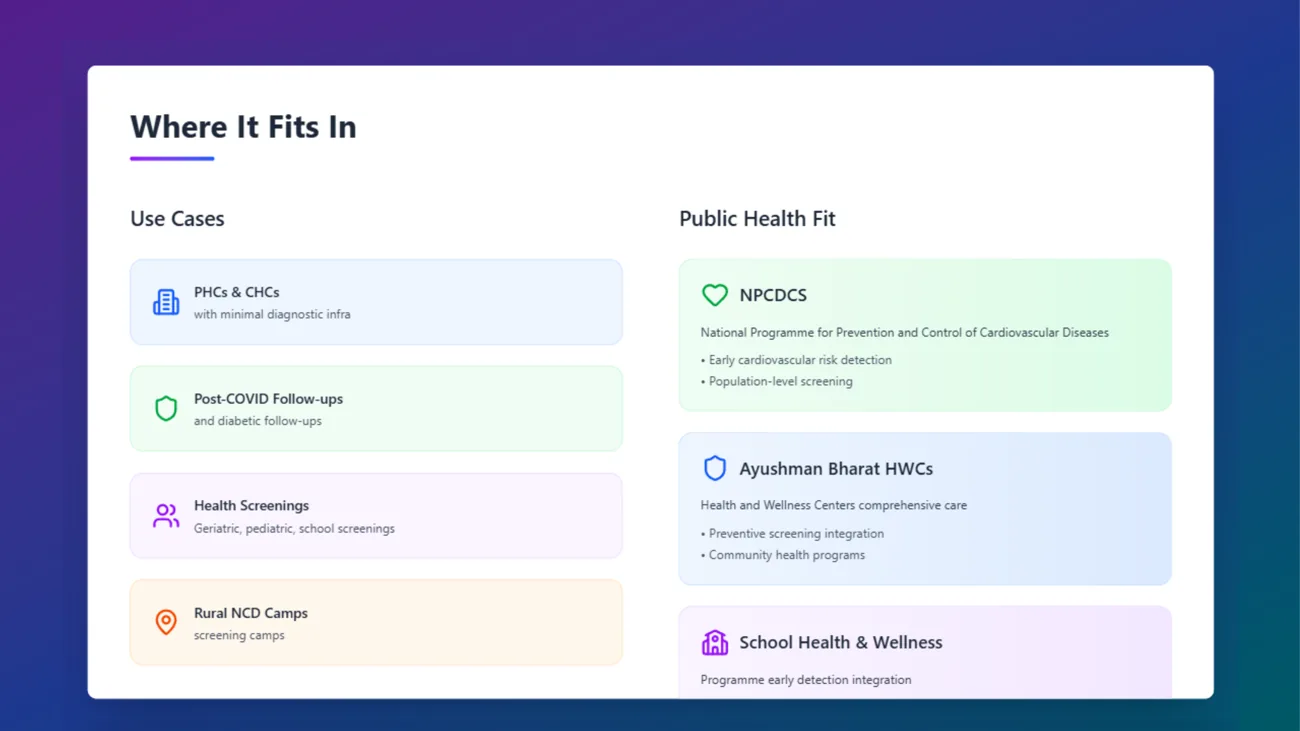 Where It Fits In
Use Cases
PHCs & CHCs
with minimal diagnostic infra
Post-COVID Follow-ups
and diabetic follow-ups
Health Screenings
Geriatric, pediatric, school screenings
Rural NCD Camps
screening camps
Public Health Fit
NPCDCS
National Programme for Prevention and Control of Cardiovascular Diseases
• Early cardiovascular risk detection
• Population-level screening
Ayushman Bharat HWCs
Health and Wellness Centers comprehensive care
• Preventive screening integration
• Community health programs
School Health & Wellness
Programme early detection integration